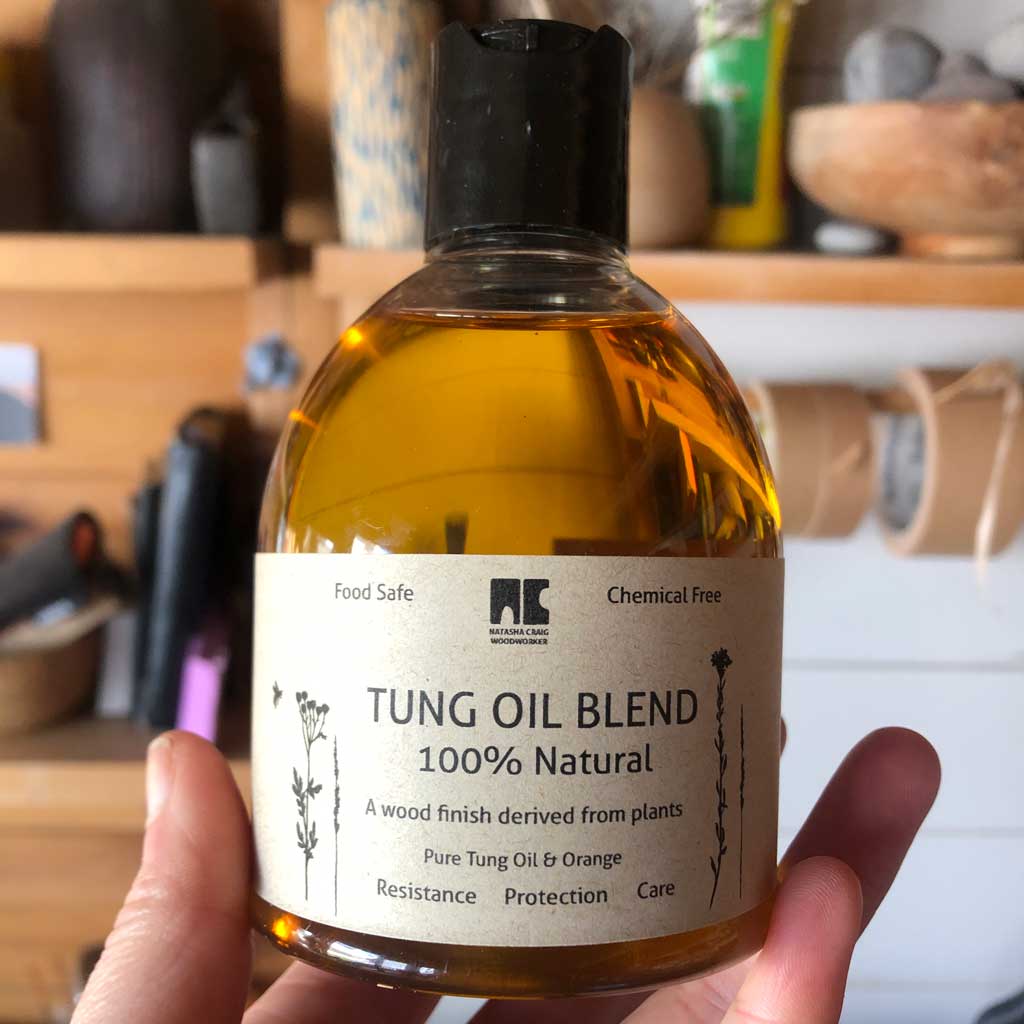 Food Safe
Chemical Free
NATASHA CRAIG
WOODWORKER
TUNG OIL BLEND
100% Natural
A wood finish derived from plants
Pure Tung Oil & Orange
Resistance Protection Care